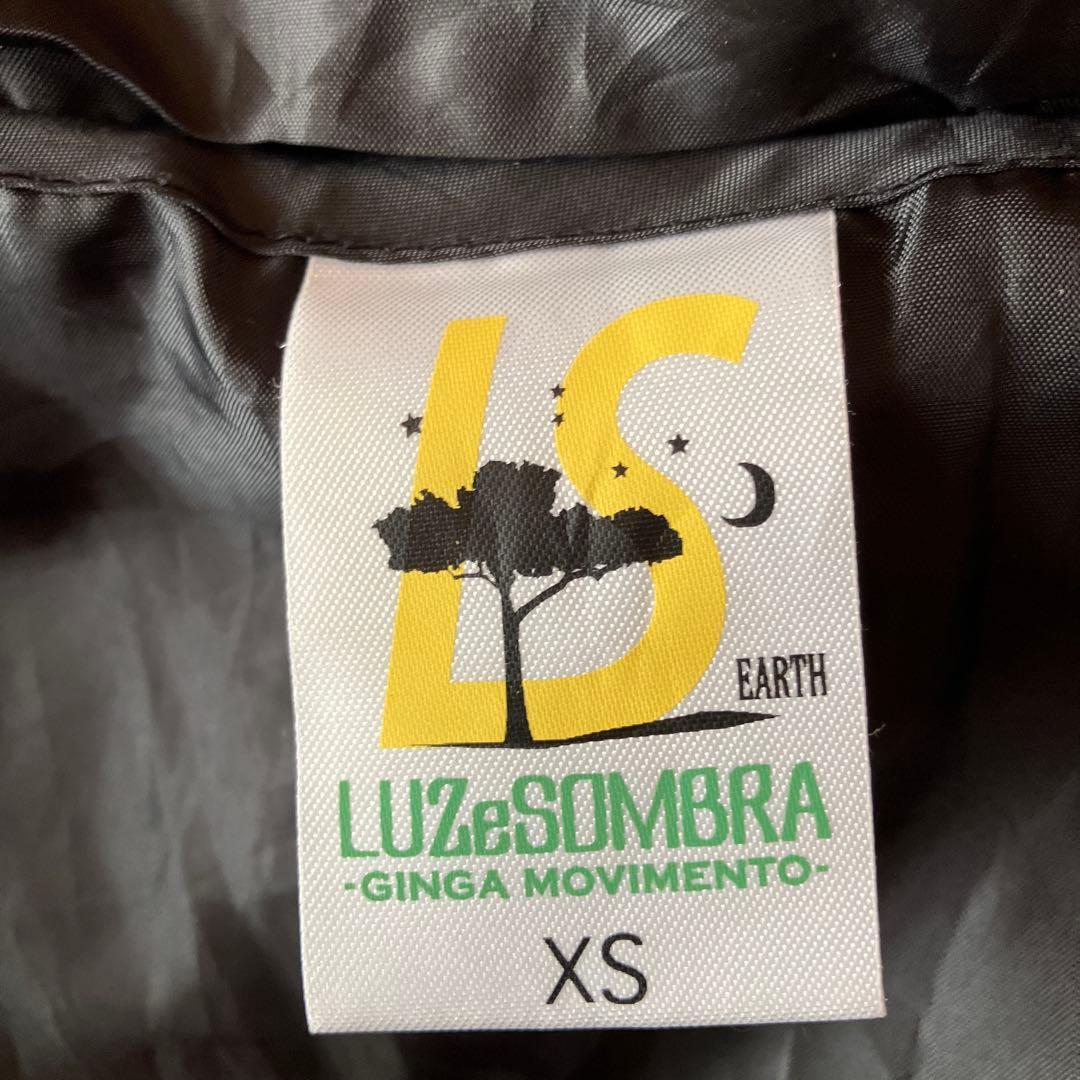 LS
EARTH
LUZeSOMBRA
-GINGA MOVIMENTO-
XS